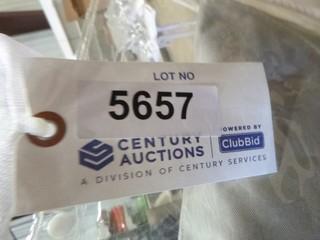 LOT NO
5657
CENTURY AUCTIONS
POWERED BY
ClubBid
A DIVISION OF CENTURY SERVICES